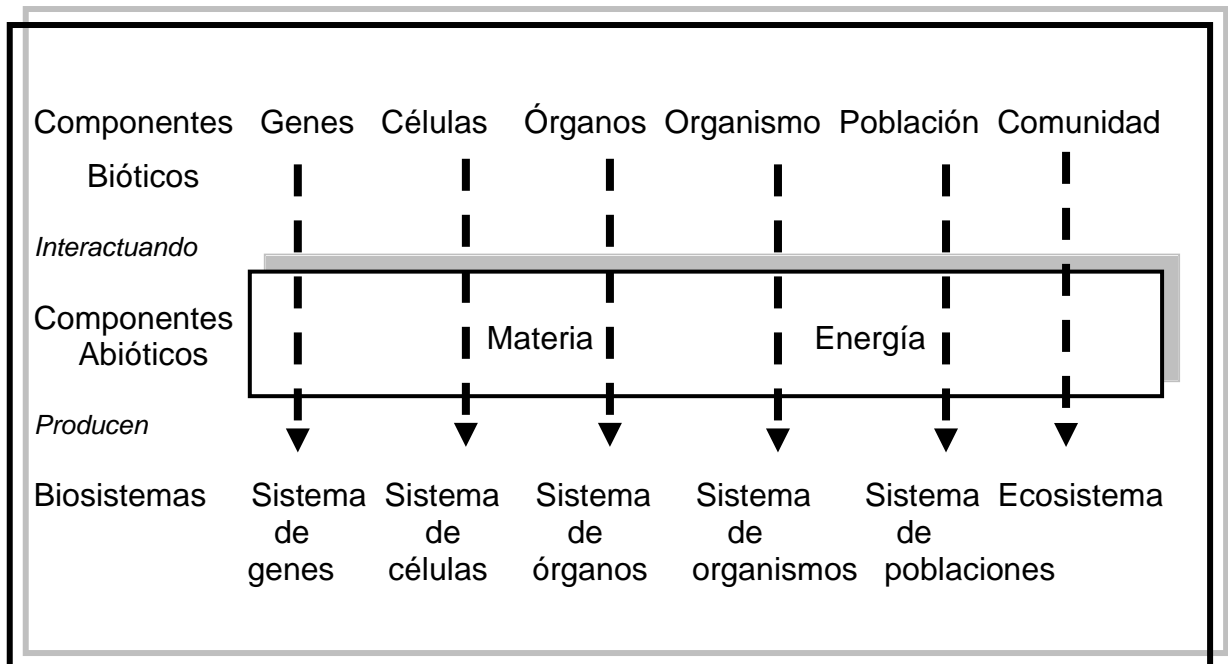 Componentes Genes Células Órganos Organismo Población Comunidad
Bióticos
Interactuando
Componentes
Abióticos
Materia Energía
Producen
Biosistemas Sistema Sistema Sistema Sistema Sistema Ecosistema
de de de de de
genes células órganos organismos poblaciones